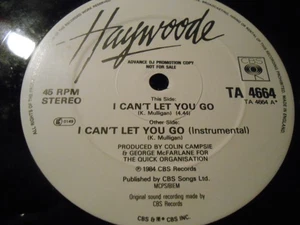 Haywoode
ADVANCE DJ PROMOTION COPY
NOT FOR SALE
CBS
45 RPM
STEREO
TA 4664
TA 4664 A*
This Side:
I CAN'T LET YOU GO
(K. Mulligan) (4.44)
Other Side:
I CAN'T LET YOU GO (Instrumental)
(K. Mulligan)
PRODUCED BY COLIN CAMPSIE
& GEORGE McFARLANE FOR
THE QUICK ORGANISATION
℗ 1984 CBS Records
Published by CBS Songs Ltd.
MCPS/BIEM
Original sound recording made by
CBS Records
CBS is ® ™ CBS INC.